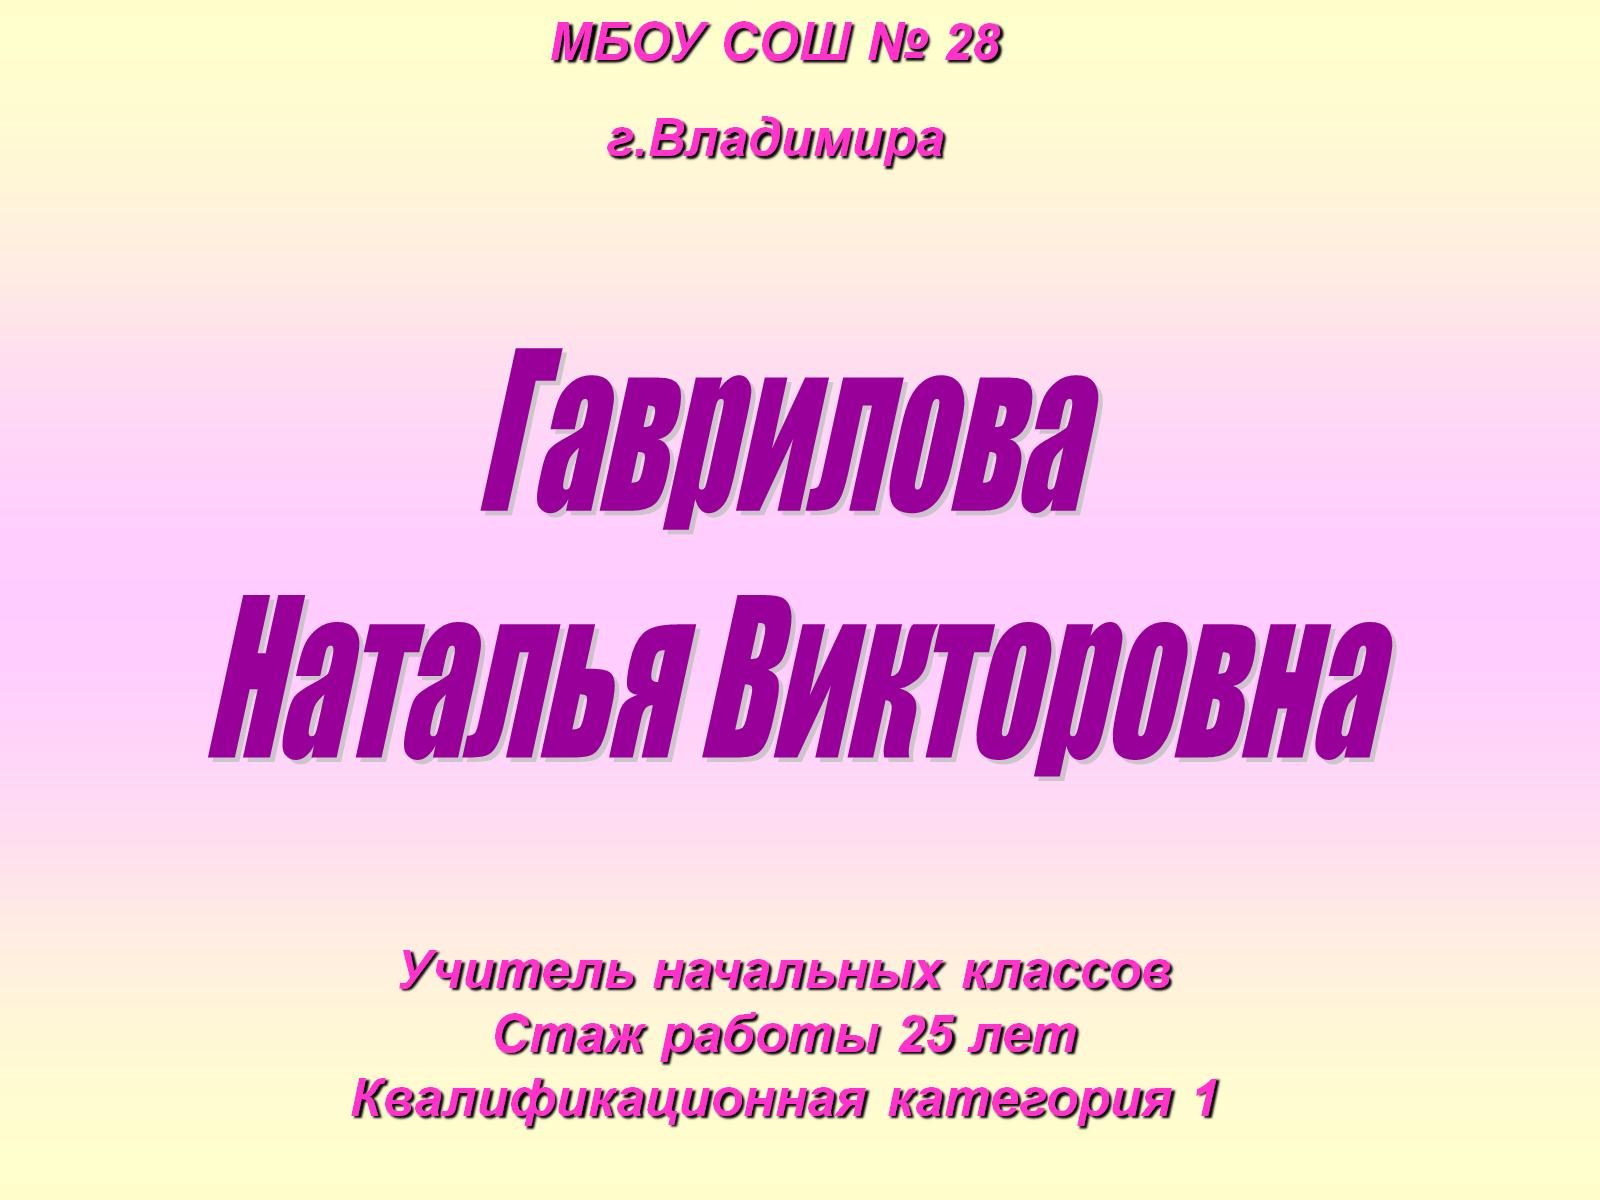 МБОУ СОШ № 28
г.Владимира
Гаврилова
Наталья Викторовна
Учитель начальных классов
Стаж работы 25 лет
Квалификационная категория 1